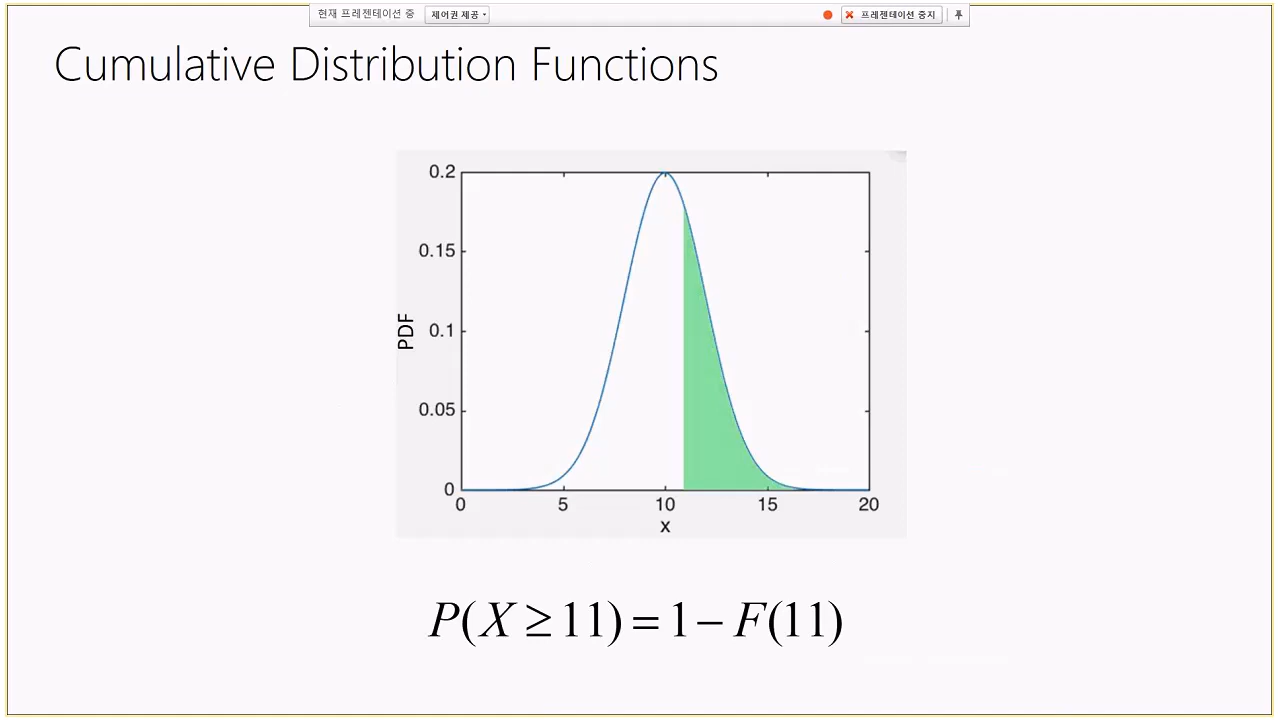 현재 프레젠테이션 중 제어권 제공 프레젠테이션 중지
Cumulative Distribution Functions
0.2
0.15
0.1
0.05
0
PDF
0 5 10 15 20
x
P(X ≥ 11) = 1 − F(11)